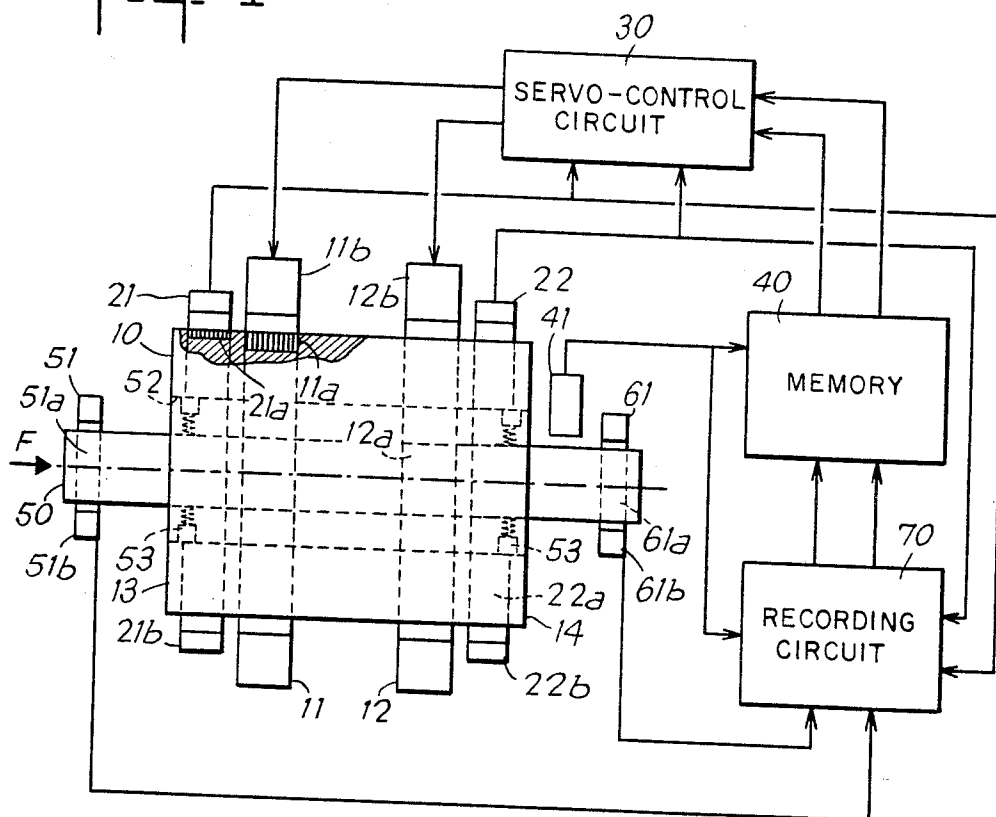 30
SERVO-CONTROL
CIRCUIT
11b
21
12b
22
40
10
41
MEMORY
51
52
21a
11a
51a
12a
61
F
50
53
53
61a
70
51b
61b
13
22a
RECORDING
CIRCUIT
21b
14
22b
11
12